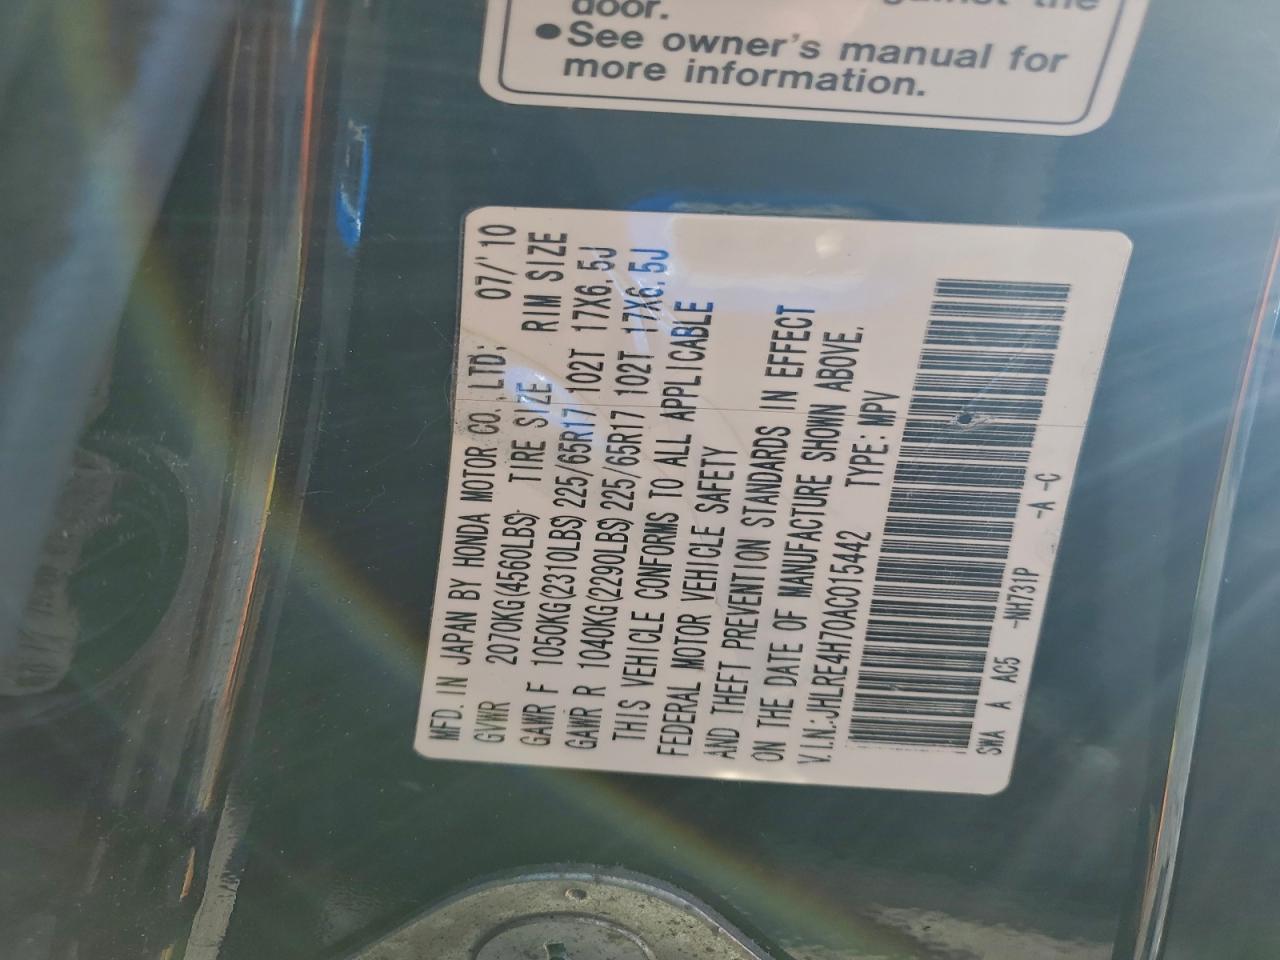 door.
against the
●See owner's manual for
more information.
MFD. IN JAPAN BY HONDA MOTOR CO., LTD; 07/'10
GVWR 2070KG(4560LBS) TIRE SIZE RIM SIZE
GAWR F 1050KG(2310LBS) 225/65R17 102T 17X6.5J
GAWR R 1040KG(2290LBS) 225/65R17 102T 17X6.5J
THIS VEHICLE CONFORMS TO ALL APPLICABLE
FEDERAL MOTOR VEHICLE SAFETY
AND THEFT PREVENTION STANDARDS IN EFFECT
ON THE DATE OF MANUFACTURE SHOWN ABOVE.
V.I.N.:JHLRE4H70AC015442 TYPE: MPV
SWA A AC5 -NH731P -A -C